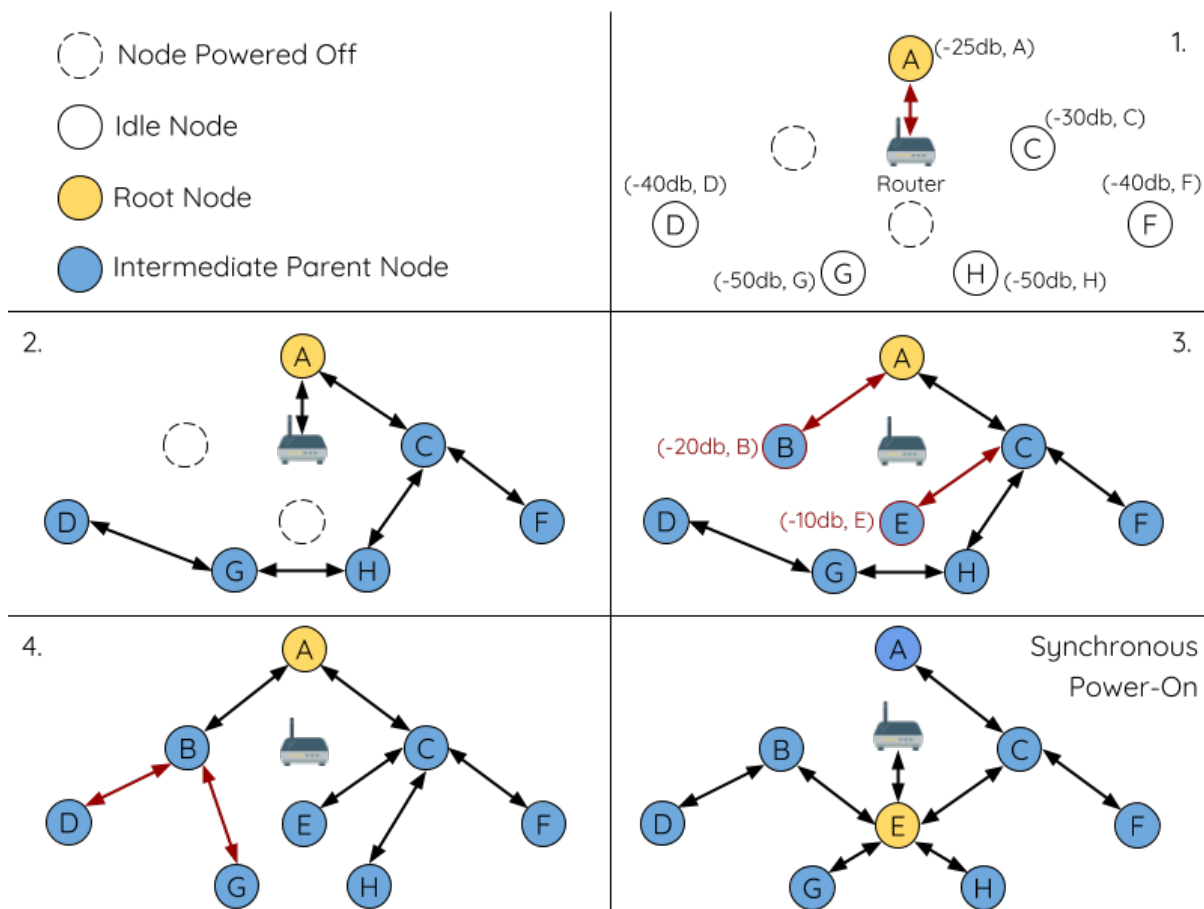 Node Powered Off
Idle Node
Root Node
Intermediate Parent Node
1.
A
(-25db, A)
(-30db, C)
C
Router
(-40db, D)
D
(-40db, F)
F
(-50db, G)
G
H
(-50db, H)
2.
A
C
D
F
G
H
3.
A
(-20db, B)
B
C
D
(-10db, E)
E
F
G
H
4.
A
B
C
D
E
F
G
H
Synchronous
Power-On
A
B
C
D
E
F
G
H